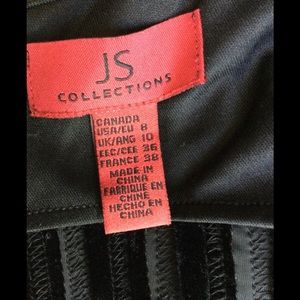 JS
COLLECTIONS
CANADA
USA/EU 8
UK/ANG 10
EEC/CEE 36
FRANCE 38
MADE IN
CHINA
FABRIQUE EN
CHINE
HECHO EN
CHINA